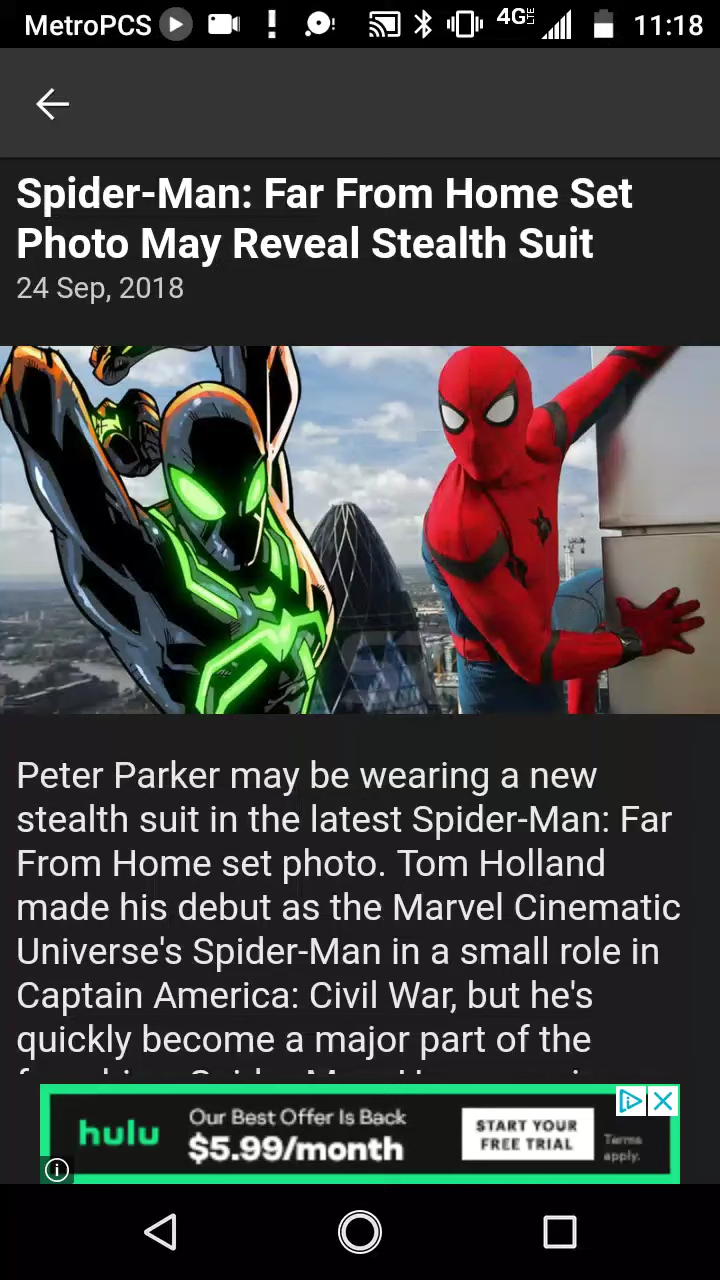 MetroPCS 4G LTE 11:18
Spider-Man: Far From Home Set
Photo May Reveal Stealth Suit
24 Sep, 2018
Peter Parker may be wearing a new
stealth suit in the latest Spider-Man: Far
From Home set photo. Tom Holland
made his debut as the Marvel Cinematic
Universe's Spider-Man in a small role in
Captain America: Civil War, but he's
quickly become a major part of the
hulu
Our Best Offer Is Back
$5.99/month
START YOUR
FREE TRIAL
Terms
apply.